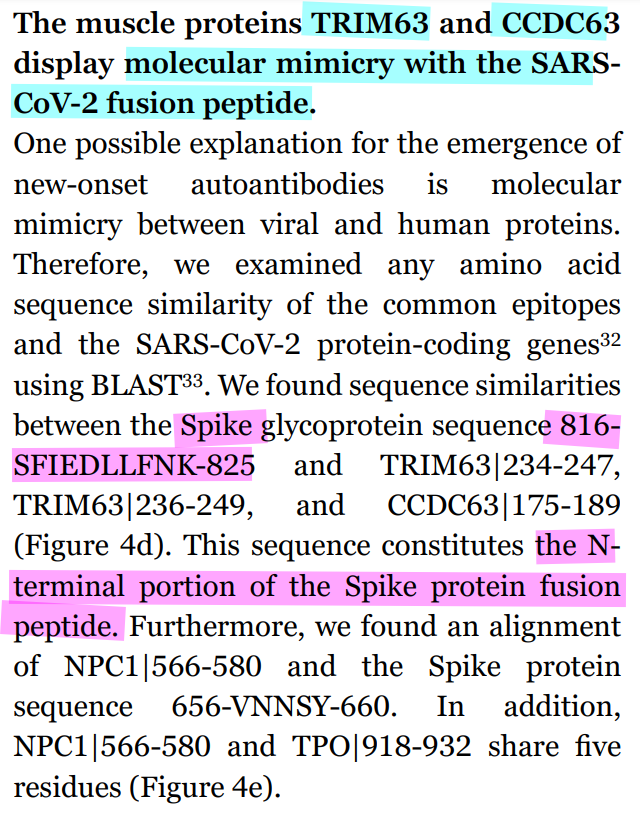 The muscle proteins TRIM63 and CCDC63
display molecular mimicry with the SARS-
CoV-2 fusion peptide.
One possible explanation for the emergence of
new-onset autoantibodies is molecular
mimicry between viral and human proteins.
Therefore, we examined any amino acid
sequence similarity of the common epitopes
and the SARS-CoV-2 protein-coding genes³²
using BLAST³³. We found sequence similarities
between the Spike glycoprotein sequence 816-
SFIEDLLFNK-825 and TRIM63|234-247,
TRIM63|236-249, and CCDC63|175-189
(Figure 4d). This sequence constitutes the N-
terminal portion of the Spike protein fusion
peptide. Furthermore, we found an alignment
of NPC1|566-580 and the Spike protein
sequence 656-VNNSY-660. In addition,
NPC1|566-580 and TPO|918-932 share five
residues (Figure 4e).